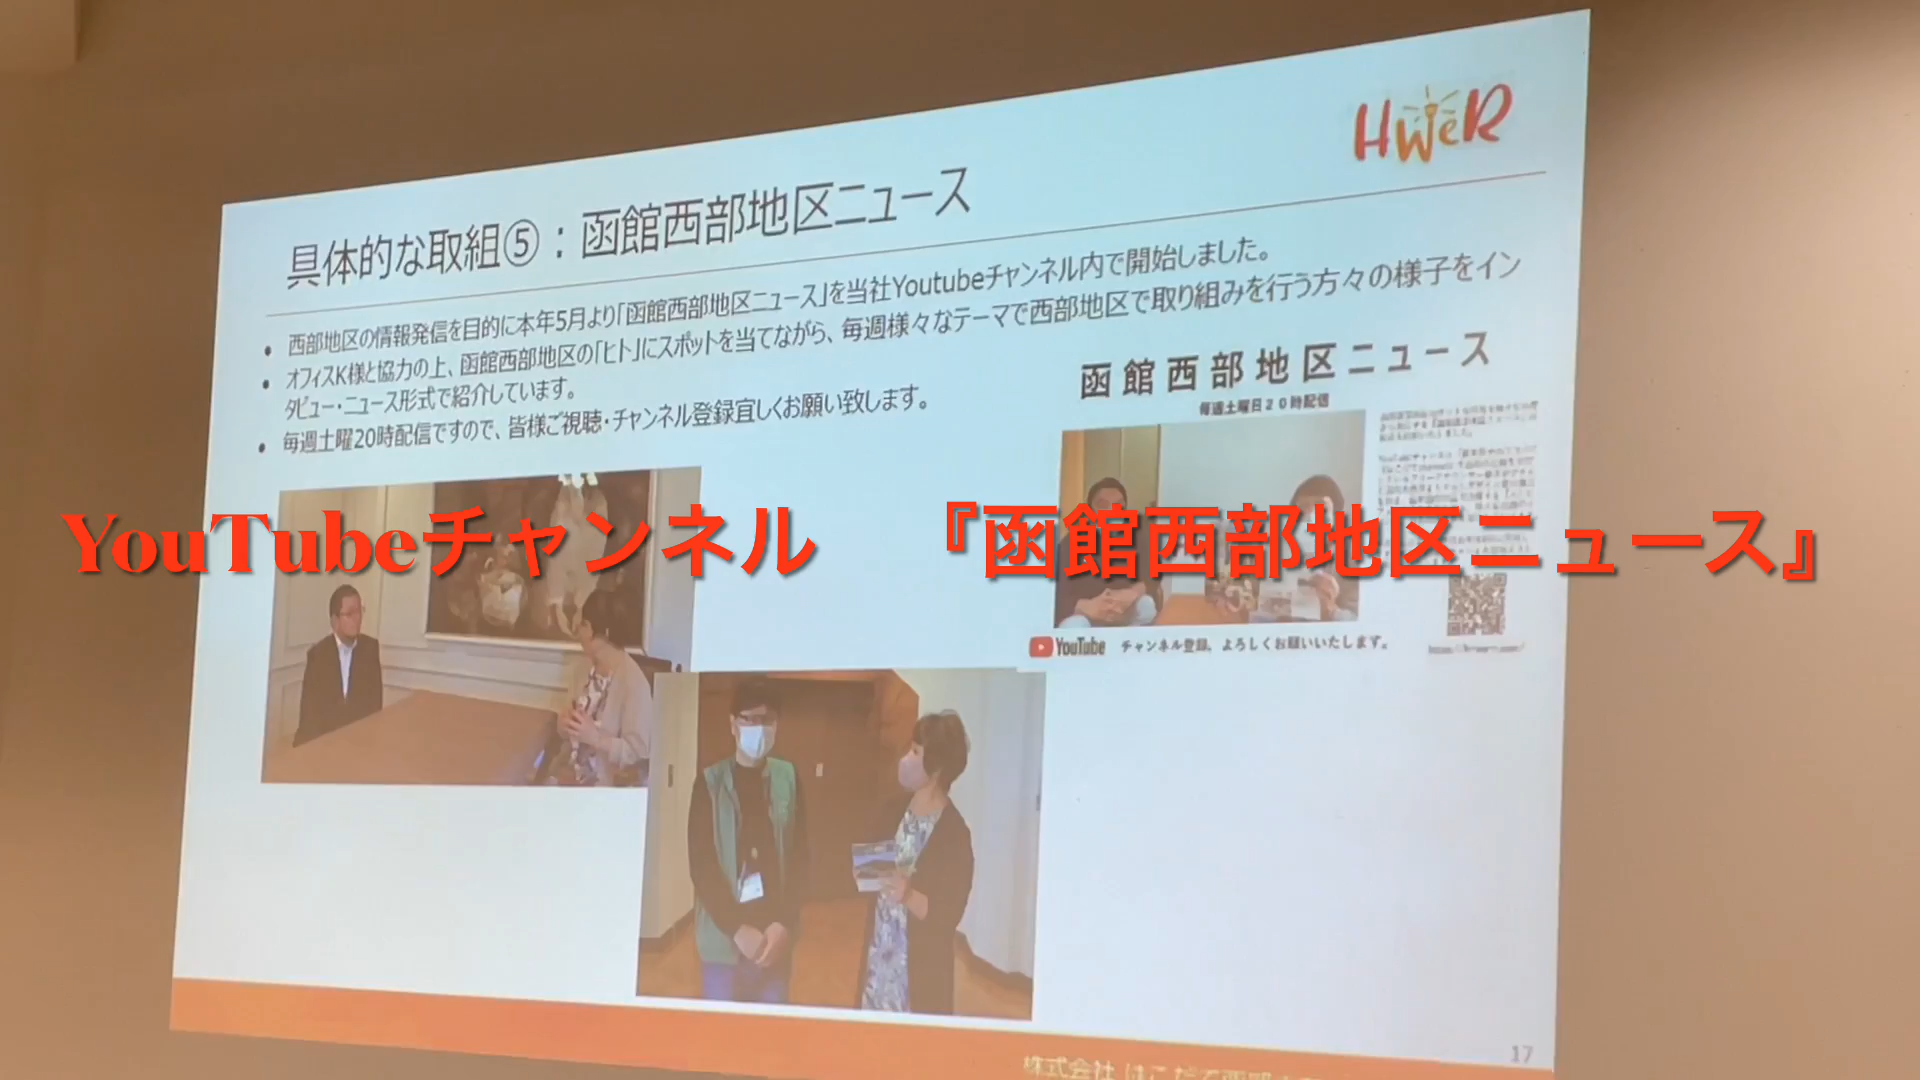 HWeR
具体的な取組⑤：函館西部地区ニュース
西部地区の情報発信を目的に本年5月より「函館西部地区ニュース」を当社Youtubeチャンネル内で開始しました。
オフィスK様と協力の上、函館西部地区の「ヒト」にスポットを当てながら、毎週様々なテーマで西部地区で取り組みを行う方々の様子をイン
タビュー・ニュース形式で紹介しています。
毎週土曜20時配信ですので、皆様ご視聴・チャンネル登録宜しくお願い致します。
函館西部地区ニュース
毎週土曜日20時配信
YouTubeチャンネル　『函館西部地区ニュース』
YouTube チャンネル登録、よろしくお願いいたします。
17
株式会社 はこだて西部